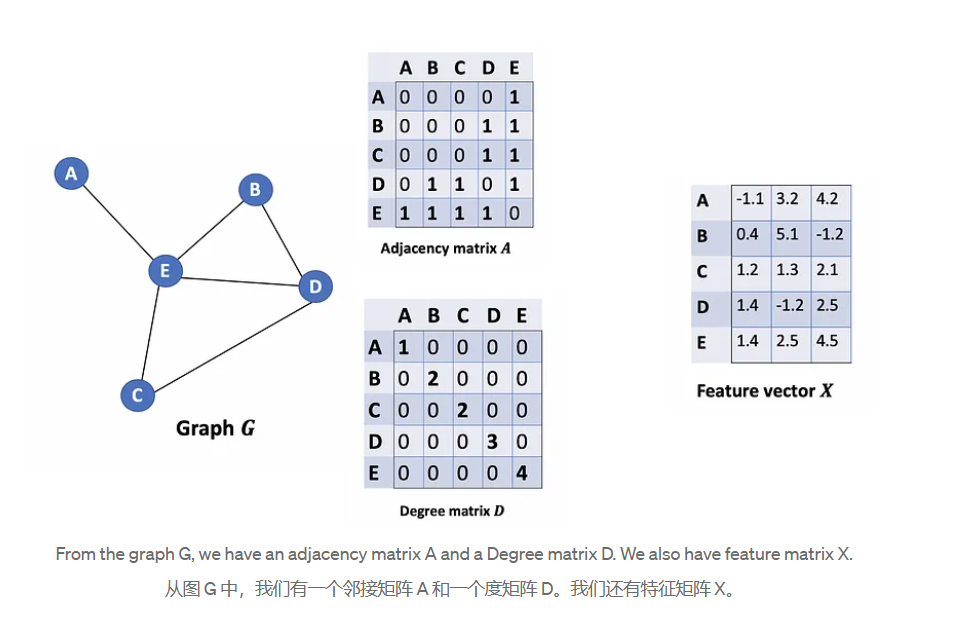 A B C D E
A 0 0 0 0 1
B 0 0 0 1 1
C 0 0 0 1 1
D 0 1 1 0 1
E 1 1 1 1 0
Adjacency matrix A
A
B
E
D
C
Graph G
A B C D E
A 1 0 0 0 0
B 0 2 0 0 0
C 0 0 2 0 0
D 0 0 0 3 0
E 0 0 0 0 4
Degree matrix D
A -1.1 3.2 4.2
B 0.4 5.1 -1.2
C 1.2 1.3 2.1
D 1.4 -1.2 2.5
E 1.4 2.5 4.5
Feature vector X
From the graph G, we have an adjacency matrix A and a Degree matrix D. We also have feature matrix X.
从图 G 中，我们有一个邻接矩阵 A 和一个度矩阵 D。我们还有特征矩阵 X。